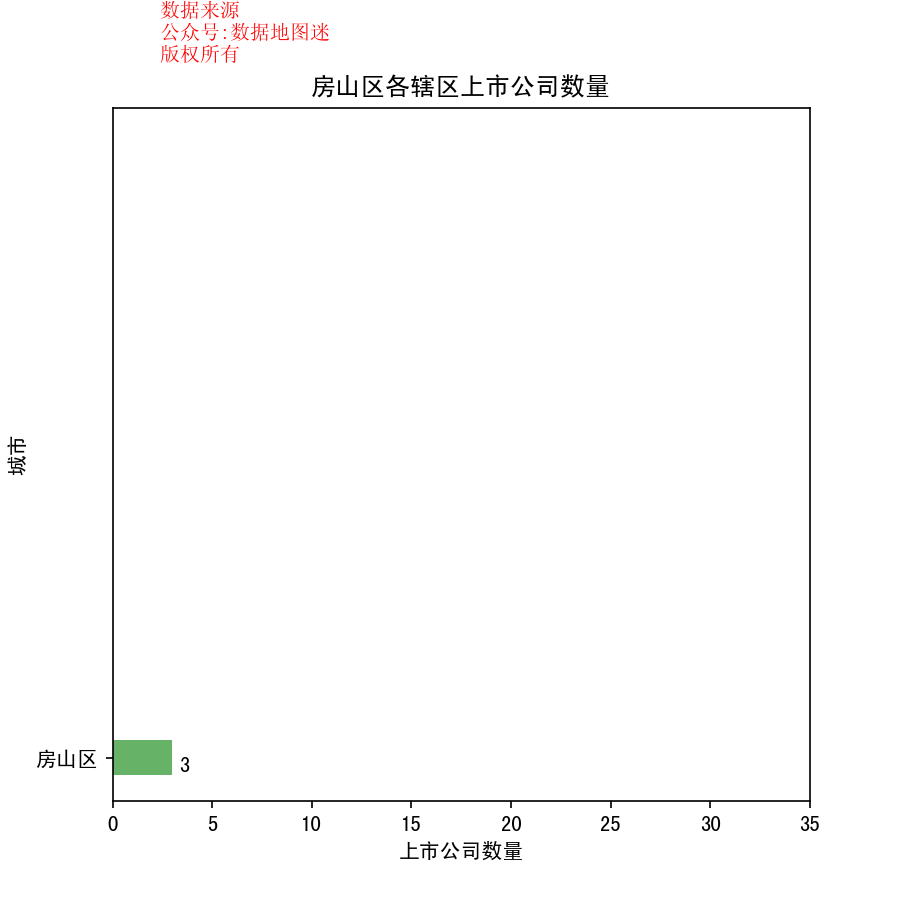 数据来源
公众号:数据地图迷
版权所有
房山区各辖区上市公司数量
城市
房山区
3
0 5 10 15 20 25 30 35
上市公司数量